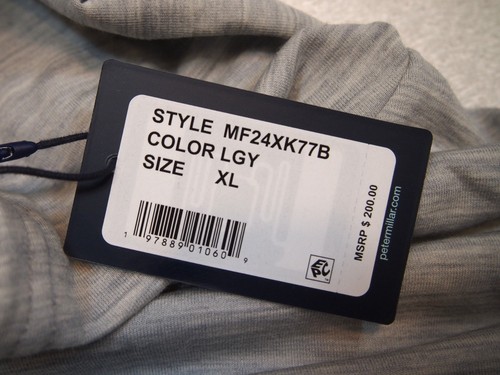 STYLE MF24XK77B
COLOR LGY
SIZE XL
1 97889 01060 9
MSRP $ 200.00
petermillar.com